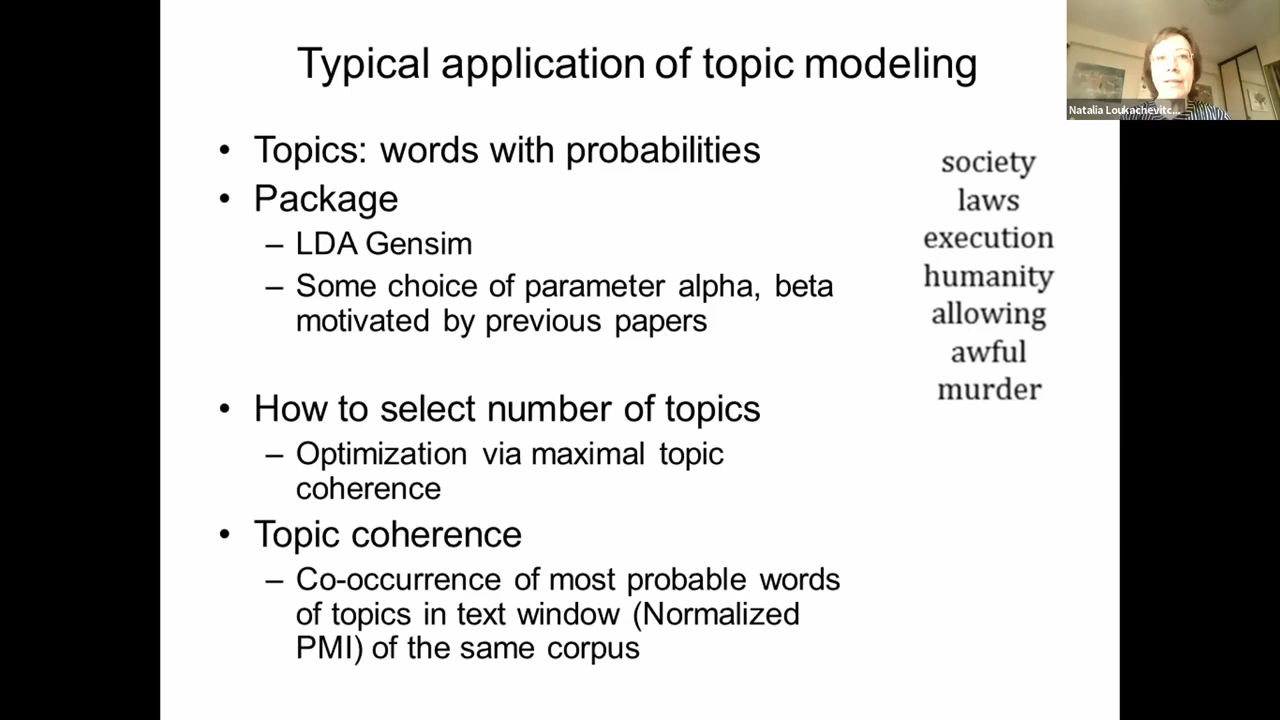 Typical application of topic modeling
Natalia Loukachevitc...
• Topics: words with probabilities
• Package
– LDA Gensim
– Some choice of parameter alpha, beta
motivated by previous papers
• How to select number of topics
– Optimization via maximal topic
coherence
• Topic coherence
– Co-occurrence of most probable words
of topics in text window (Normalized
PMI) of the same corpus
society
laws
execution
humanity
allowing
awful
murder